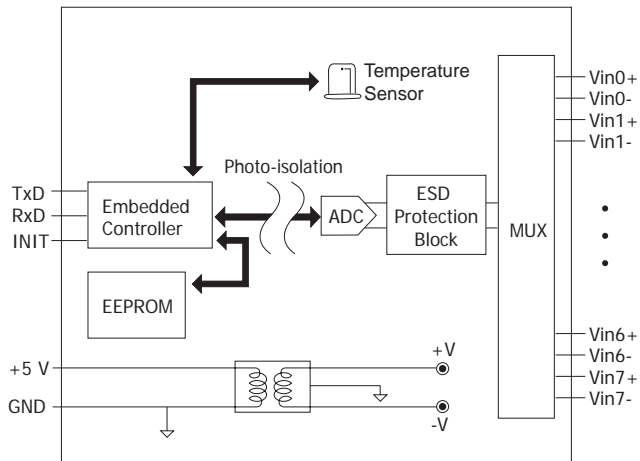 Temperature
Sensor
Vin0+
Vin0-
Vin1+
Vin1-
Photo-isolation
TxD
RxD
INIT
Embedded
Controller
ADC
ESD
Protection
Block
MUX
EEPROM
Vin6+
Vin6-
Vin7+
Vin7-
+5 V
GND
+V
-V